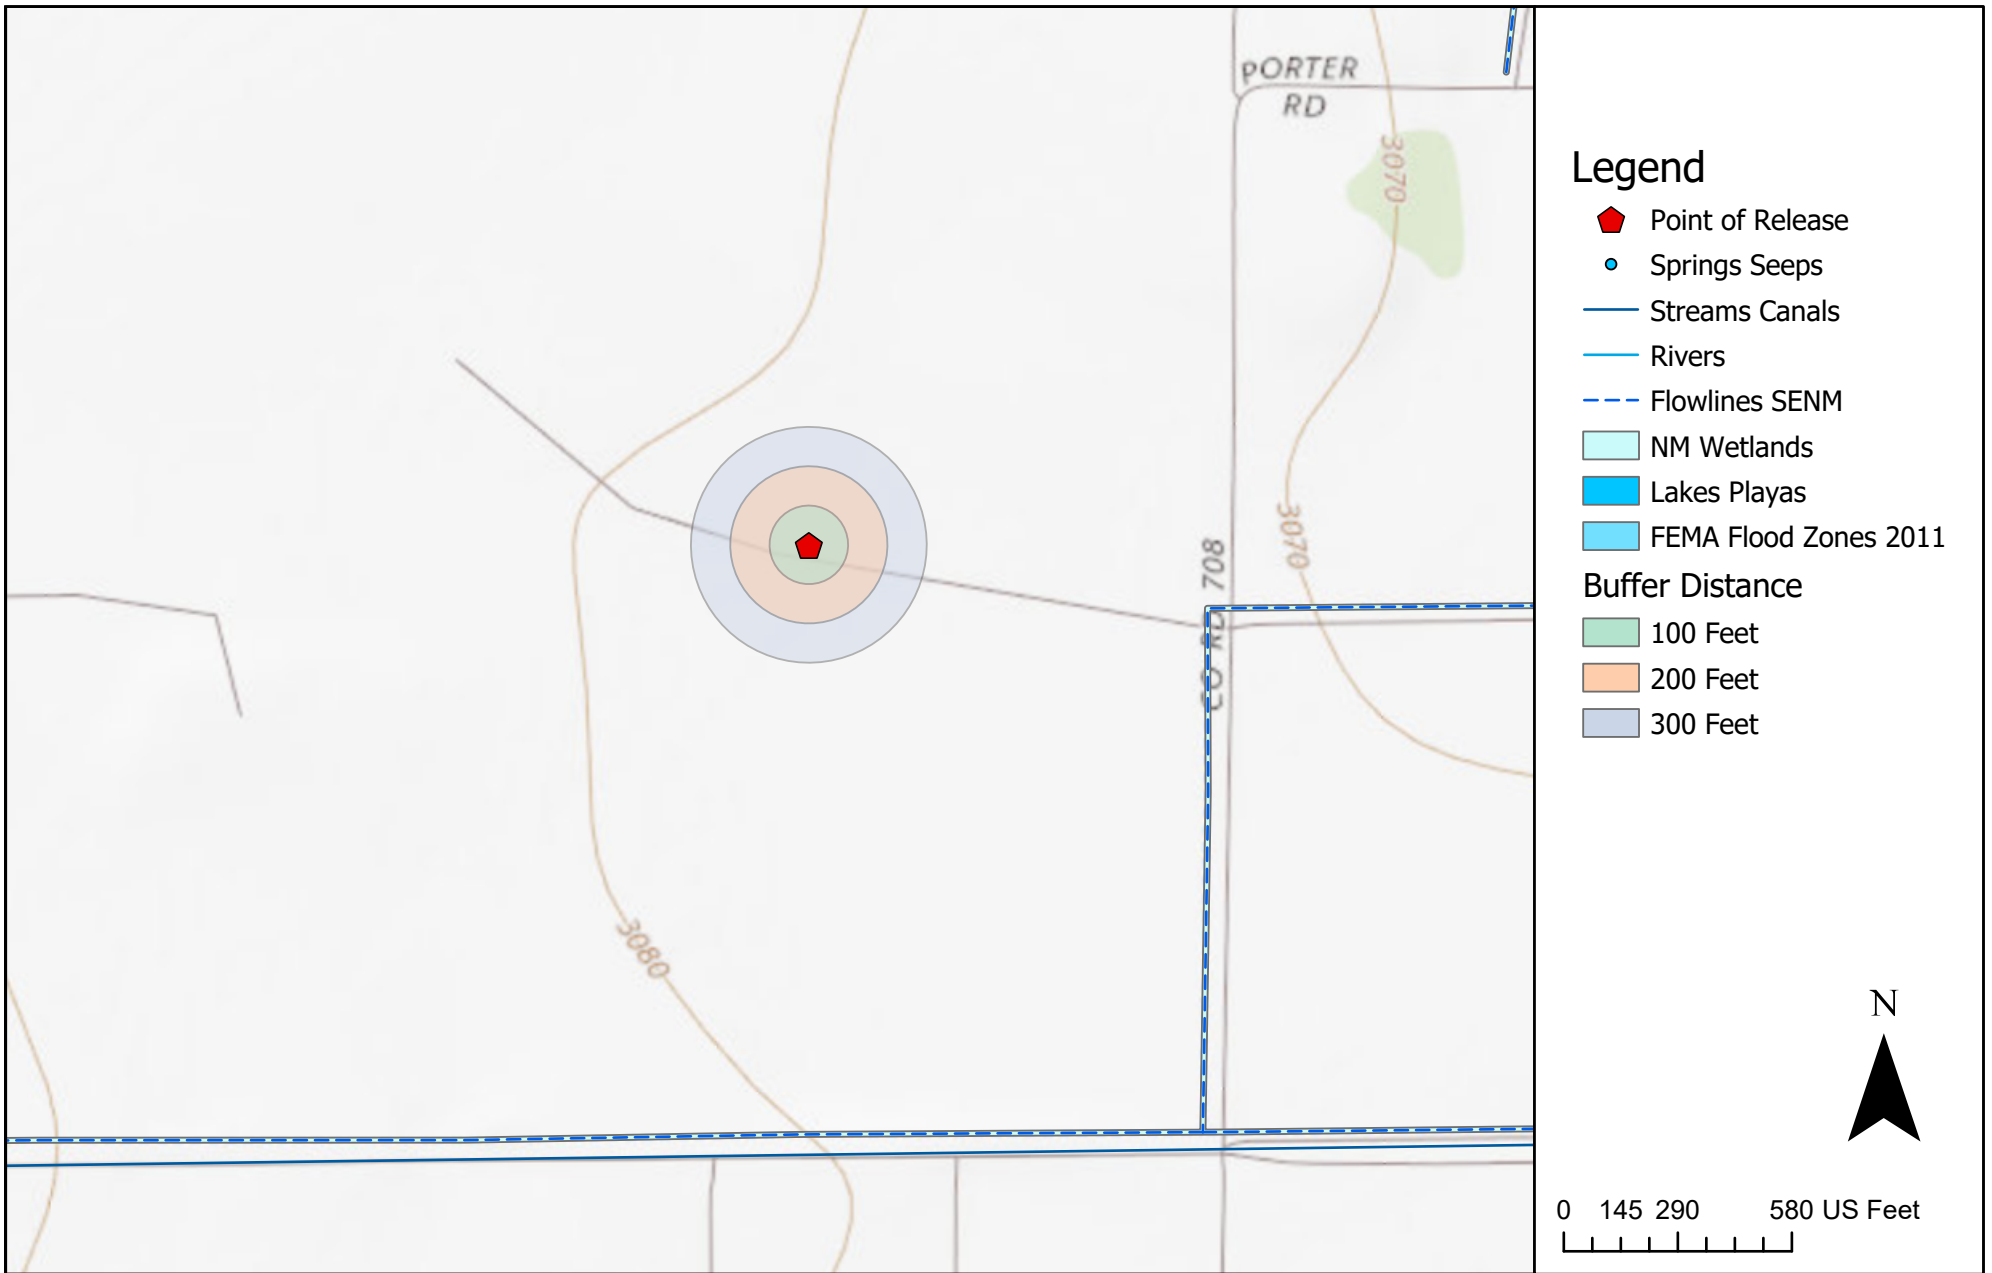 PORTER
RD
3070
3070
CO RD 708
3080
Legend
Point of Release
Springs Seeps
Streams Canals
Rivers
Flowlines SENM
NM Wetlands
Lakes Playas
FEMA Flood Zones 2011
Buffer Distance
100 Feet
200 Feet
300 Feet
N
0 145 290 580 US Feet